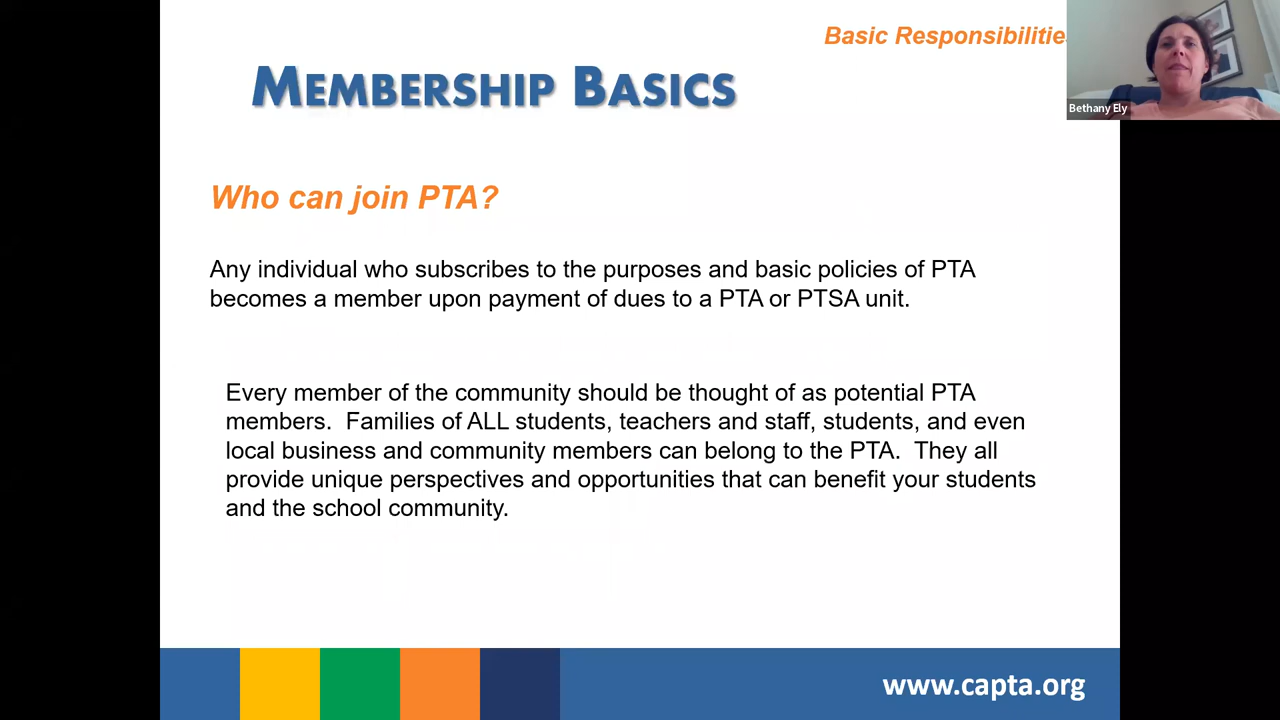 Basic Responsibilitie
MEMBERSHIP BASICS
Bethany Ely
Who can join PTA?
Any individual who subscribes to the purposes and basic policies of PTA
becomes a member upon payment of dues to a PTA or PTSA unit.
Every member of the community should be thought of as potential PTA
members.  Families of ALL students, teachers and staff, students, and even
local business and community members can belong to the PTA.  They all
provide unique perspectives and opportunities that can benefit your students
and the school community.
www.capta.org